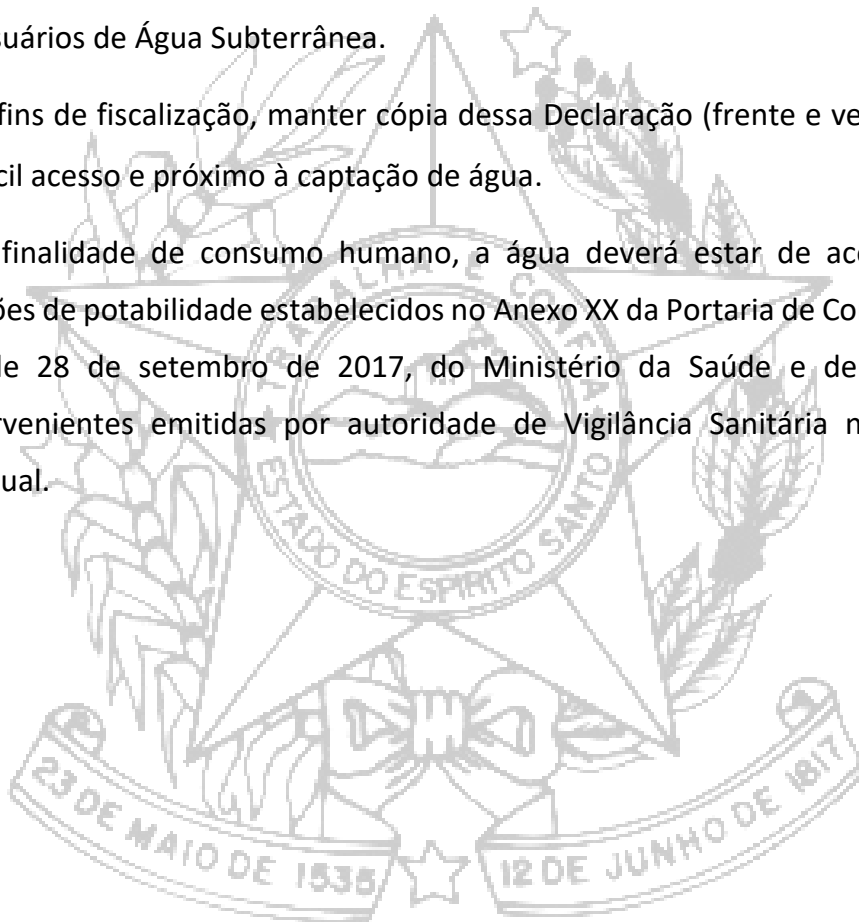 suários de Água Subterrânea.
fins de fiscalização, manter cópia dessa Declaração (frente e ve
cil acesso e próximo à captação de água.
finalidade de consumo humano, a água deverá estar de aco
ões de potabilidade estabelecidos no Anexo XX da Portaria de Co
de 28 de setembro de 2017, do Ministério da Saúde e de
rvenientes emitidas por autoridade de Vigilância Sanitária n
ual.
TRABALHA E CONFIA
ESTADO DO ESPIRITO SANTO
23 DE MAIO DE 1535
12 DE JUNHO DE 1817